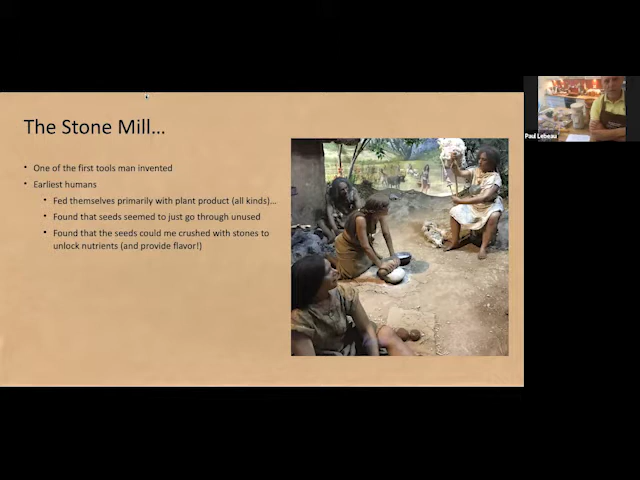 The Stone Mill...
• One of the first tools man invented
• Earliest humans
• Fed themselves primarily with plant product (all kinds)...
• Found that seeds seemed to just go through unused
• Found that the seeds could me crushed with stones to
unlock nutrients (and provide flavor!)
Paul Lebeau